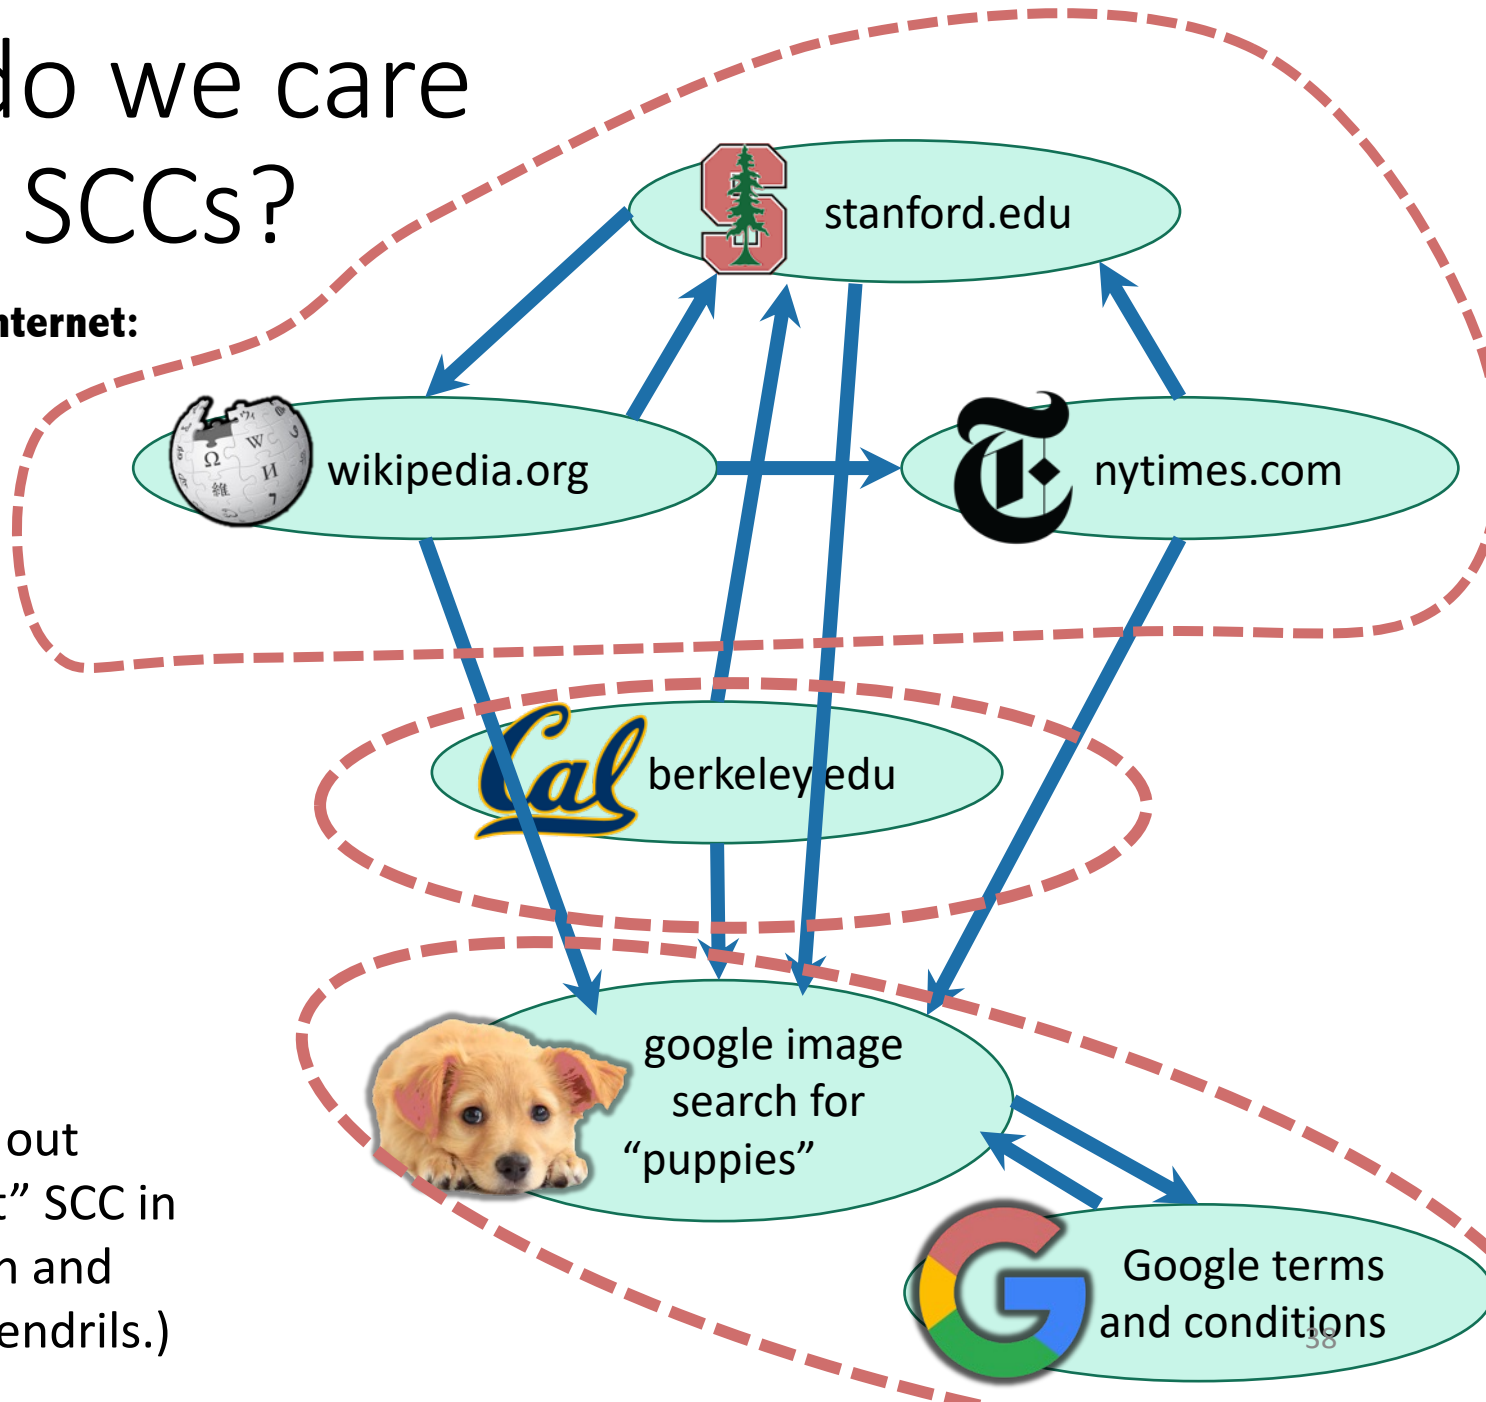 do we care
SCCs?
nternet:
stanford.edu
wikipedia.org
nytimes.com
Cal
berkeley.edu
google image
search for
“puppies”
Google terms
and conditions
out
t” SCC in
n and
endrils.)
38